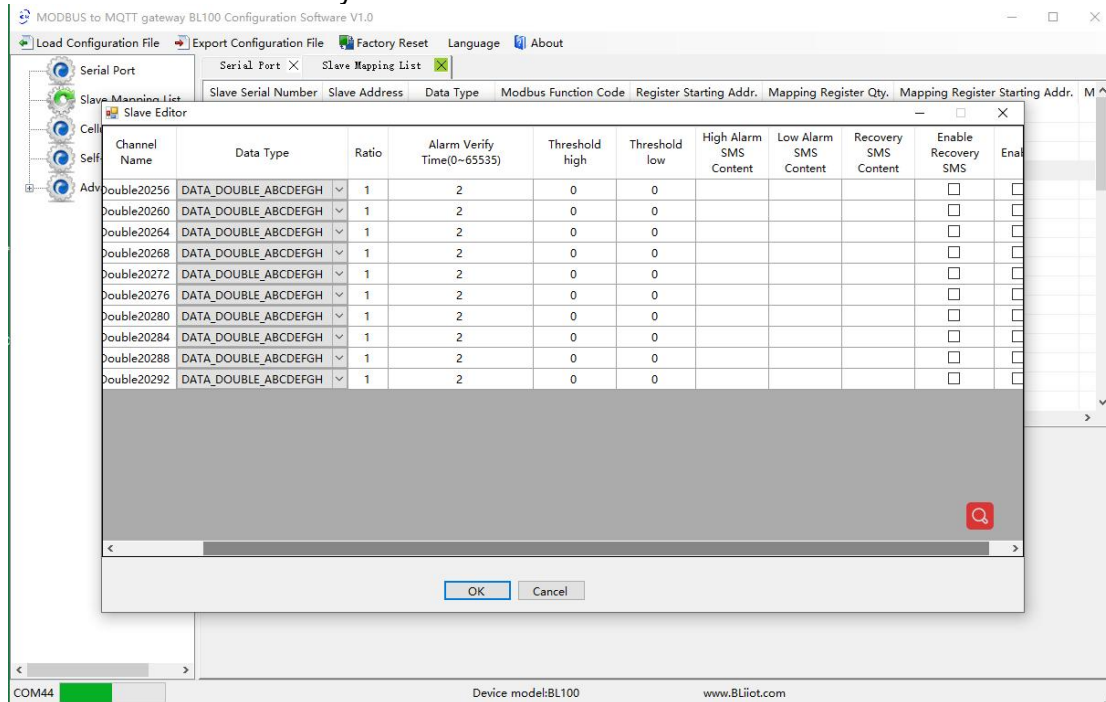 MODBUS to MQTT gateway BL100 Configuration Software V1.0
Load Configuration File Export Configuration File Factory Reset Language About
Serial Port
Slave Mapping List
Cell
Self-
Adv
Serial Port Slave Mapping List
Slave Serial Number Slave Address Data Type Modbus Function Code Register Starting Addr. Mapping Register Qty. Mapping Register Starting Addr. M
Slave Editor
Channel Name Data Type Ratio Alarm Verify Time(0~65535) Threshold high Threshold low High Alarm SMS Content Low Alarm SMS Content Recovery SMS Content Enable Recovery SMS Enal
Double20256 DATA_DOUBLE_ABCDEFGH 1 2 0 0
Double20260 DATA_DOUBLE_ABCDEFGH 1 2 0 0
Double20264 DATA_DOUBLE_ABCDEFGH 1 2 0 0
Double20268 DATA_DOUBLE_ABCDEFGH 1 2 0 0
Double20272 DATA_DOUBLE_ABCDEFGH 1 2 0 0
Double20276 DATA_DOUBLE_ABCDEFGH 1 2 0 0
Double20280 DATA_DOUBLE_ABCDEFGH 1 2 0 0
Double20284 DATA_DOUBLE_ABCDEFGH 1 2 0 0
Double20288 DATA_DOUBLE_ABCDEFGH 1 2 0 0
Double20292 DATA_DOUBLE_ABCDEFGH 1 2 0 0
OK Cancel
COM44 Device model:BL100 www.BLiiot.com